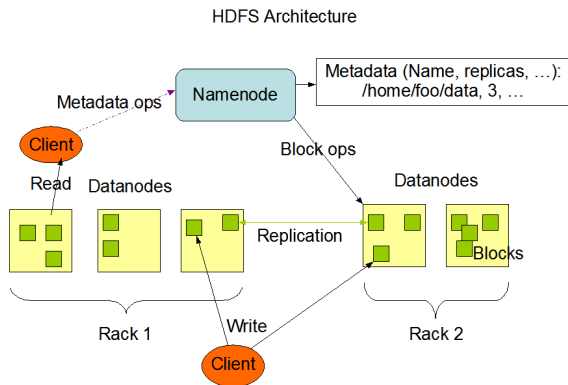 HDFS Architecture
Metadata (Name, replicas, …):
/home/foo/data, 3, …
Namenode
Metadata ops
Client
Block ops
Read
Datanodes
Datanodes
Replication
Blocks
Rack 1
Write
Rack 2
Client